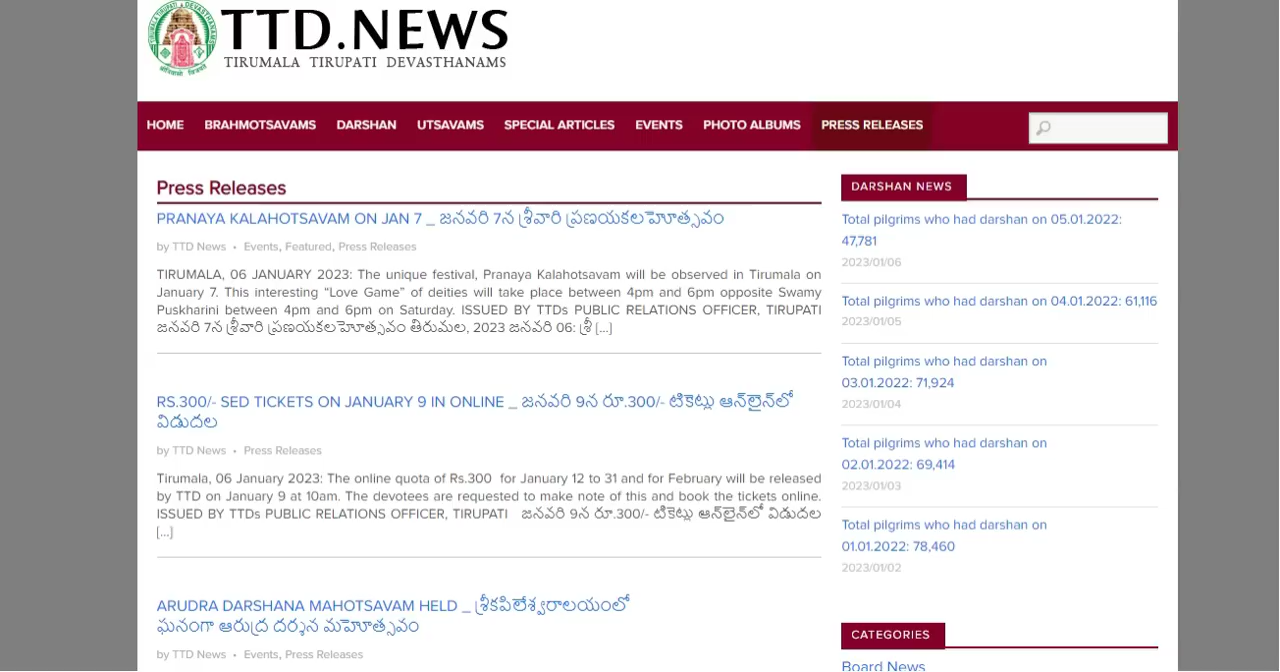 TTD.NEWS
TIRUMALA TIRUPATI DEVASTHANAMS
HOME BRAHMOTSAVAMS DARSHAN UTSAVAMS SPECIAL ARTICLES EVENTS PHOTO ALBUMS PRESS RELEASES
Press Releases
PRANAYA KALAHOTSAVAM ON JAN 7 _ జనవరి 7న శ్రీవారి ప్రణయకలహోత్సవం
by TTD News • Events, Featured, Press Releases
TIRUMALA, 06 JANUARY 2023: The unique festival, Pranaya Kalahotsavam will be observed in Tirumala on
January 7. This interesting “Love Game” of deities will take place between 4pm and 6pm opposite Swamy
Puskharini between 4pm and 6pm on Saturday. ISSUED BY TTDs PUBLIC RELATIONS OFFICER, TIRUPATI
జనవరి 7న శ్రీవారి ప్రణయకలహోత్సవం తిరుమల, 2023 జనవరి 06: శ్రీ [...]
RS.300/- SED TICKETS ON JANUARY 9 IN ONLINE _ జనవరి 9న రూ.300/- టికెట్లు ఆన్‌లైన్‌లో
విడుదల
by TTD News • Press Releases
Tirumala, 06 January 2023: The online quota of Rs.300 for January 12 to 31 and for February will be released
by TTD on January 9 at 10am. The devotees are requested to make note of this and book the tickets online.
ISSUED BY TTDs PUBLIC RELATIONS OFFICER, TIRUPATI జనవరి 9న రూ.300/- టికెట్లు ఆన్‌లైన్‌లో విడుదల
[...]
ARUDRA DARSHANA MAHOTSAVAM HELD _ శ్రీకపిలేశ్వరాలయంలో
ఘనంగా ఆరుద్ర దర్శన మహోత్సవం
by TTD News • Events, Press Releases
DARSHAN NEWS
Total pilgrims who had darshan on 05.01.2022:
47,781
2023/01/06
Total pilgrims who had darshan on 04.01.2022: 61,116
2023/01/05
Total pilgrims who had darshan on
03.01.2022: 71,924
2023/01/04
Total pilgrims who had darshan on
02.01.2022: 69,414
2023/01/03
Total pilgrims who had darshan on
01.01.2022: 78,460
2023/01/02
CATEGORIES
Board News